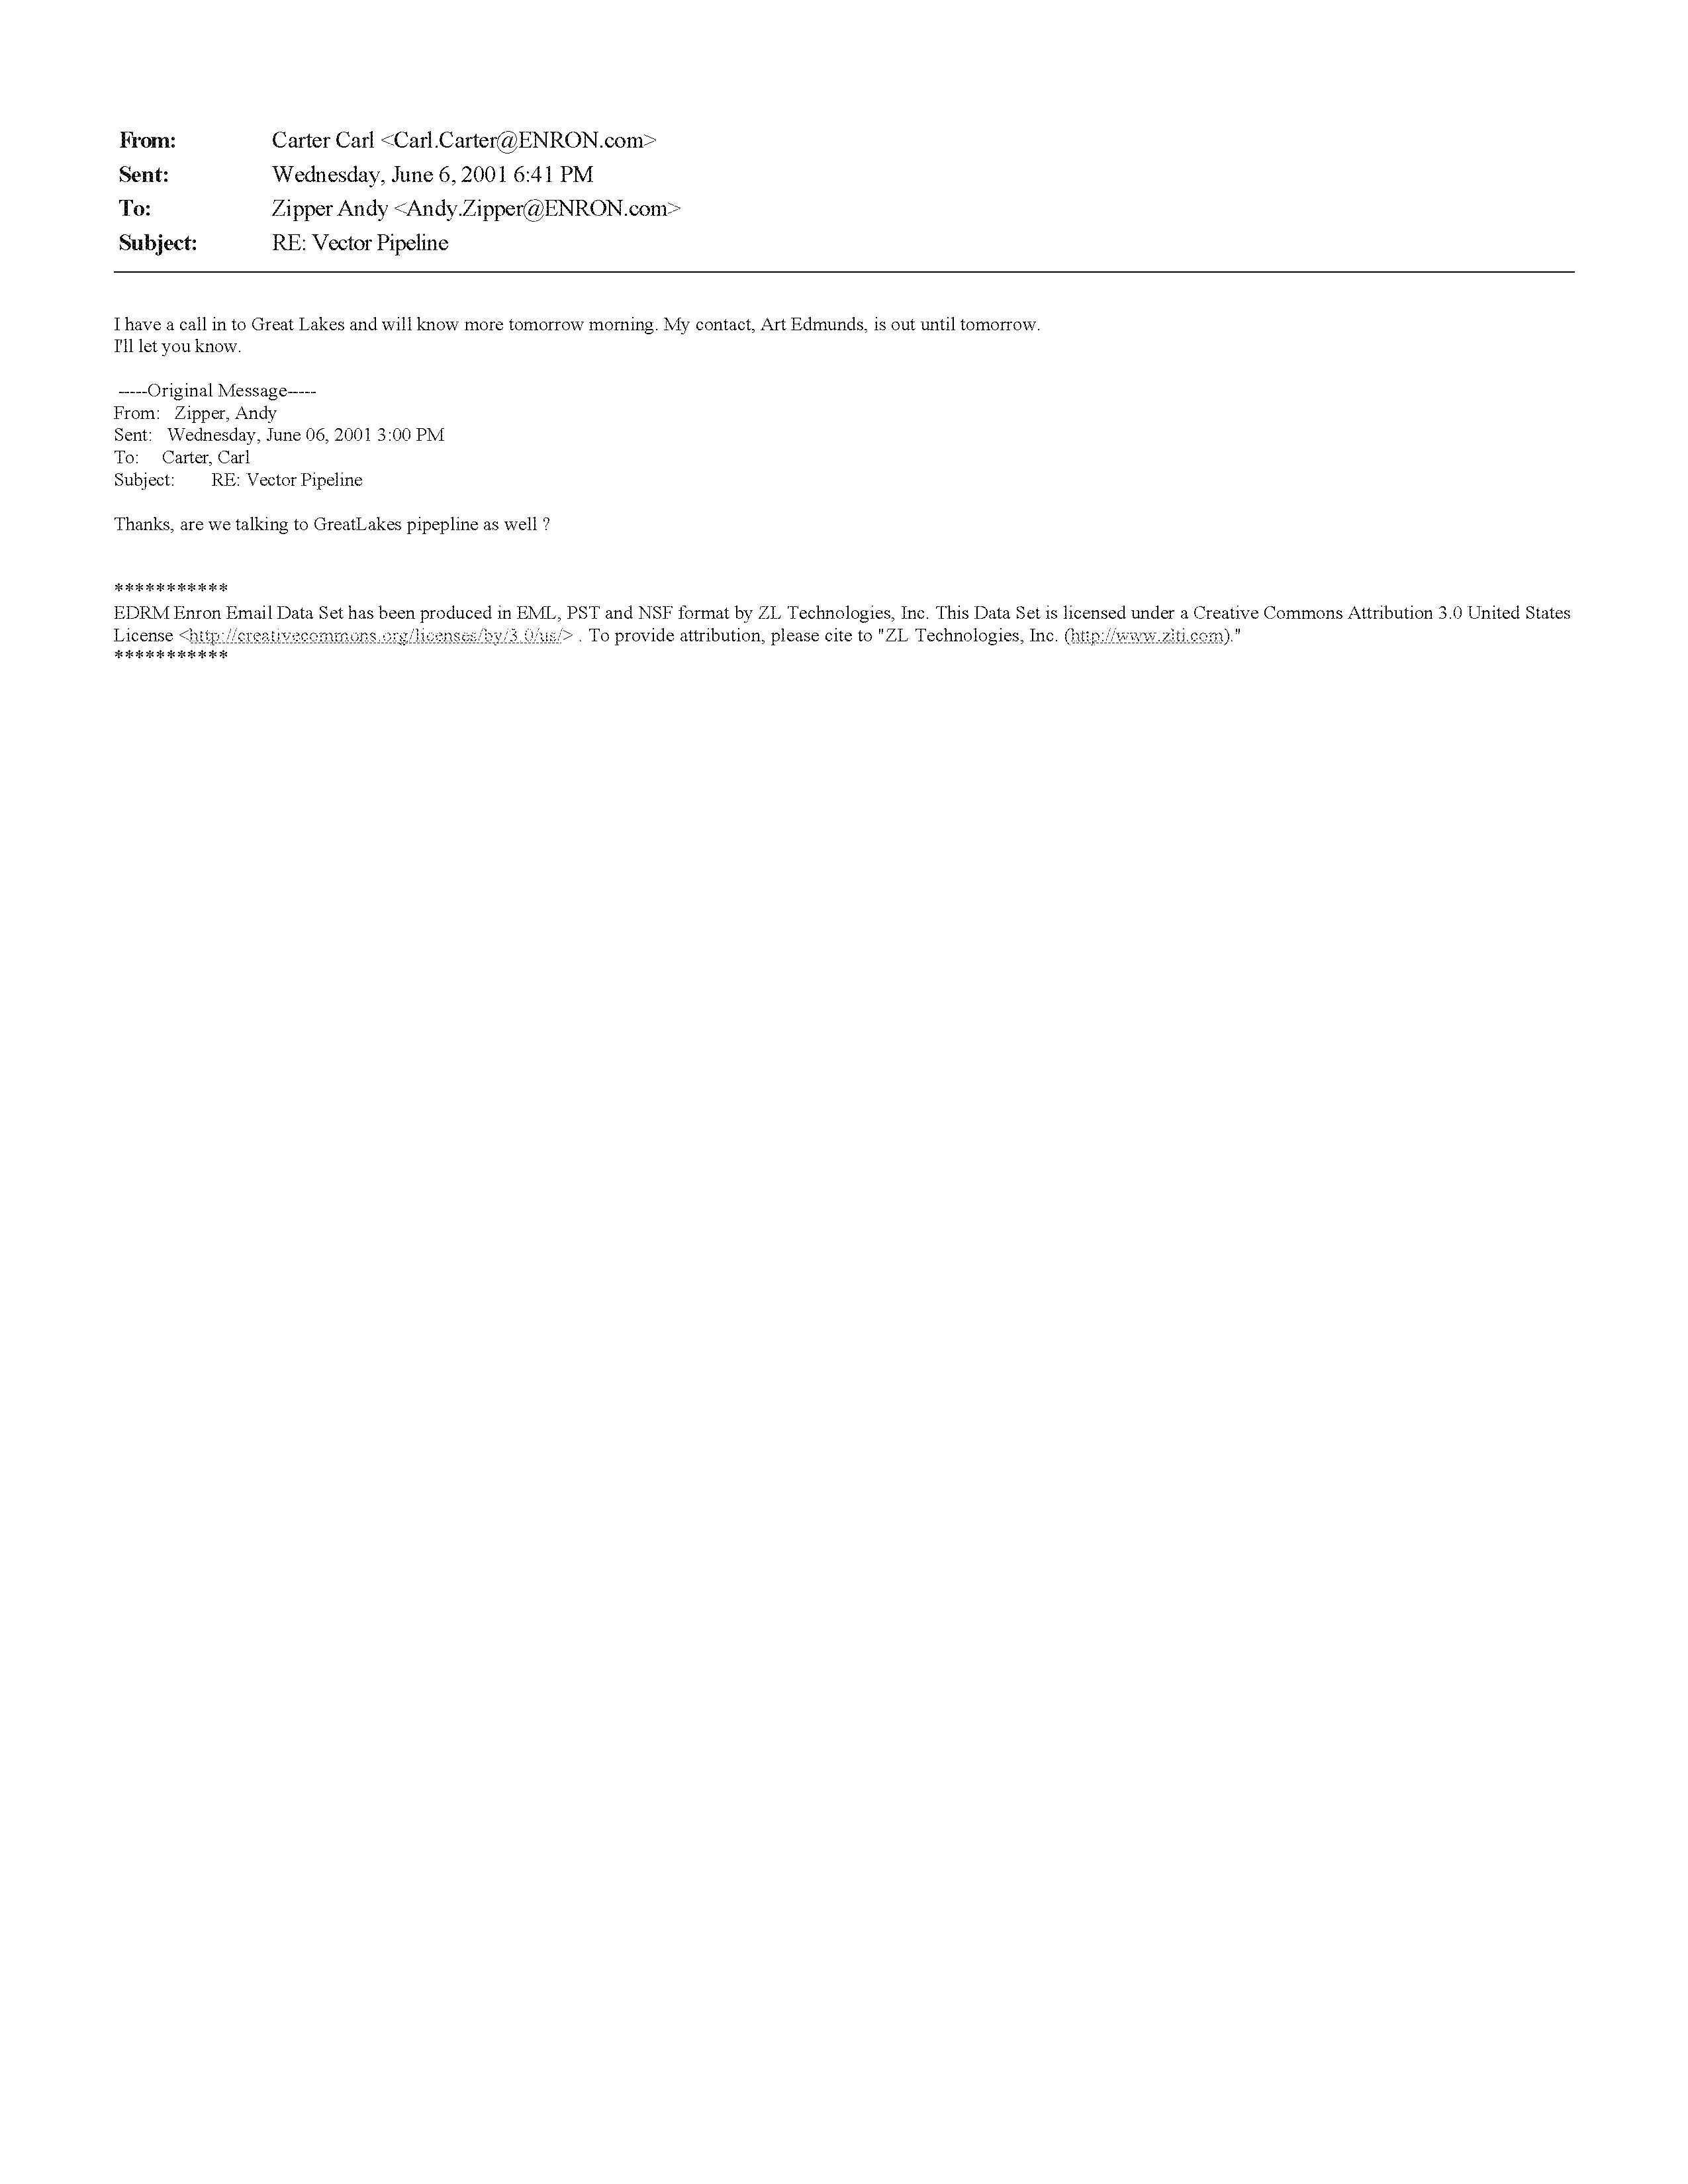 From: Carter Carl <Carl.Carter@ENRON.com>
Sent: Wednesday, June 6, 2001 6:41 PM
To: Zipper Andy <Andy.Zipper@ENRON.com>
Subject: RE: Vector Pipeline
I have a call in to Great Lakes and will know more tomorrow morning. My contact, Art Edmunds, is out until tomorrow.
I'll let you know.
-----Original Message-----
From: Zipper, Andy
Sent: Wednesday, June 06, 2001 3:00 PM
To: Carter, Carl
Subject: RE: Vector Pipeline
Thanks, are we talking to GreatLakes pipepline as well ?
***********
EDRM Enron Email Data Set has been produced in EML, PST and NSF format by ZL Technologies, Inc. This Data Set is licensed under a Creative Commons Attribution 3.0 United States
License <http://creativecommons.org/licenses/by/3.0/us/> . To provide attribution, please cite to "ZL Technologies, Inc. (http://www.zlti.com)."
***********